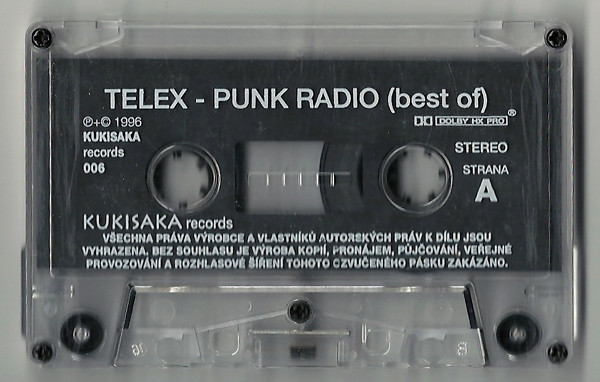 TELEX - PUNK RADIO (best of)
℗+© 1996
KUKISAKA
records
006
DOLBY HX PRO ®
STEREO
STRANA
A
KUKISAKA records
VŠECHNA PRÁVA VÝROBCE A VLASTNÍKŮ AUTORSKÝCH PRÁV K DÍLU JSOU
VYHRAZENA. BEZ SOUHLASU JE VÝROBA KOPIÍ, PRONÁJEM, PŮJČOVÁNÍ, VEŘEJNÉ
PROVOZOVÁNÍ A ROZHLASOVÉ ŠÍŘENÍ TOHOTO OZVUČENÉHO PÁSKU ZAKÁZÁNO.